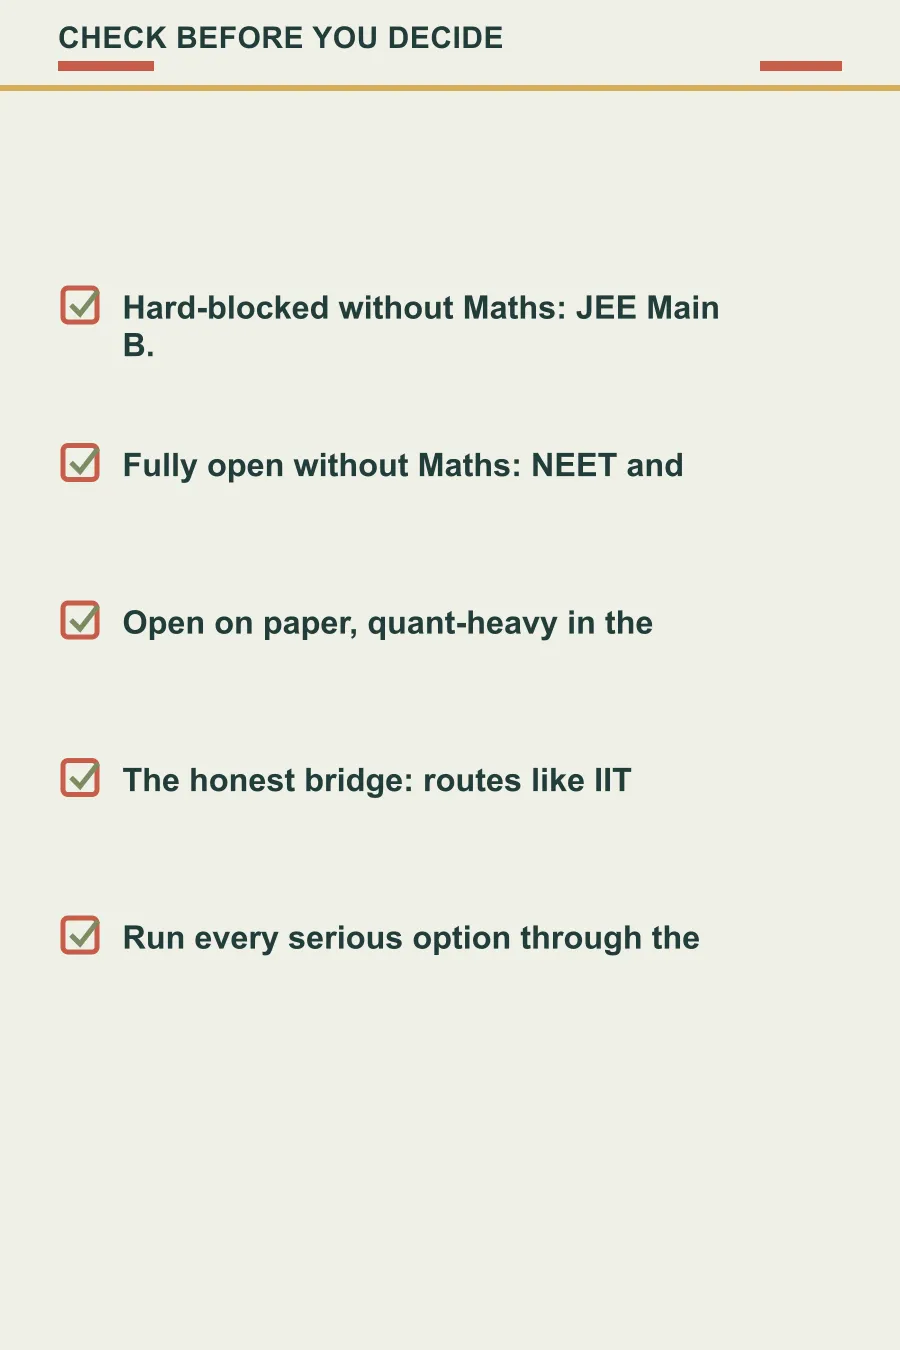 CHECK BEFORE YOU DECIDE
Hard-blocked without Maths: JEE Main
B.
Fully open without Maths: NEET and
Open on paper, quant-heavy in the
The honest bridge: routes like IIT
Run every serious option through the